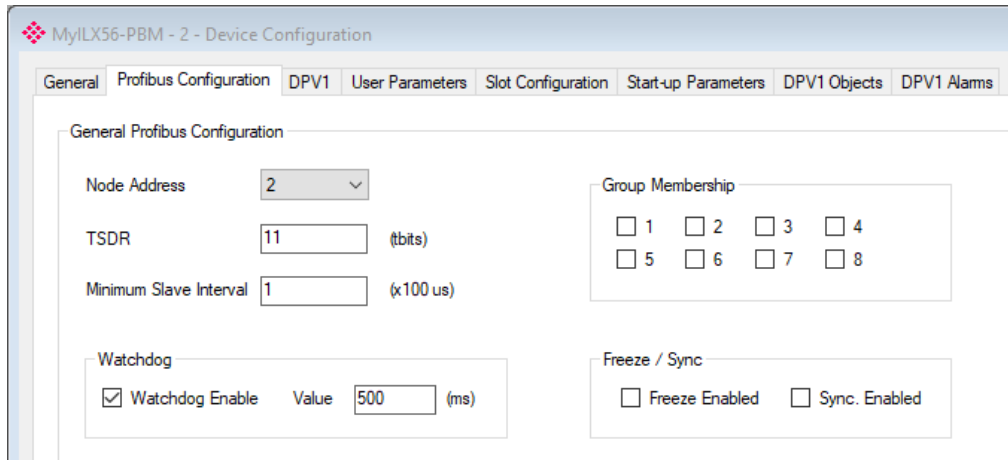 MyILX56-PBM - 2 - Device Configuration
General Profibus Configuration DPV1 User Parameters Slot Configuration Start-up Parameters DPV1 Objects DPV1 Alarms
General Profibus Configuration
Node Address 2
TSDR 11 (tbits)
Minimum Slave Interval 1 (x100 us)
Group Membership
1 2 3 4
5 6 7 8
Watchdog
Watchdog Enable Value 500 (ms)
Freeze / Sync
Freeze Enabled Sync. Enabled